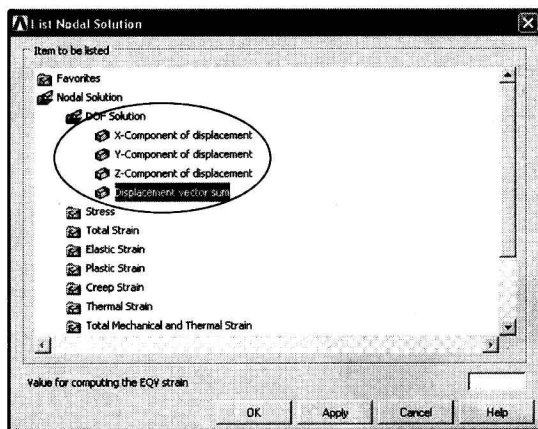 List Nodal Solution
Item to be listed
Favorites
Nodal Solution
DOF Solution
X-Component of displacement
Y-Component of displacement
Z-Component of displacement
Displacement vector sum
Stress
Total Strain
Elastic Strain
Plastic Strain
Creep Strain
Thermal Strain
Total Mechanical and Thermal Strain
Value for computing the EQV strain
OK
Apply
Cancel
Help